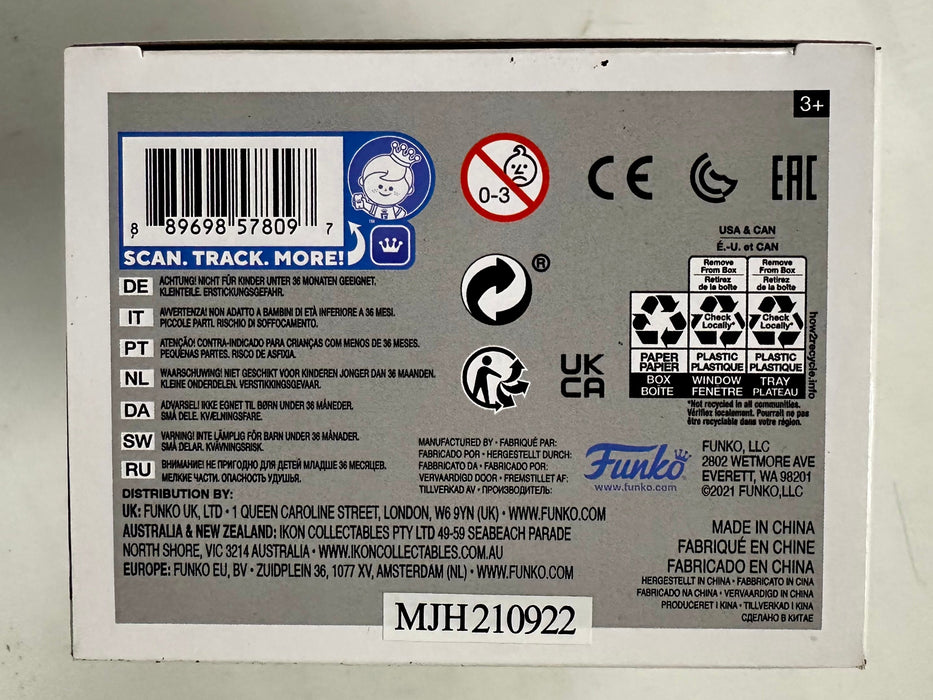 3+
8 89698 57809 7
SCAN. TRACK. MORE!
™
0-3
CE
EAC
®
UK
CA
USA & CAN
É.-U. et CAN
Remove
From Box
Retirez
de la boîte
Remove
From Box
Retirez
de la boîte
Check
Locally*
Check
Locally*
PAPER
PAPIER
PLASTIC
PLASTIQUE
PLASTIC
PLASTIQUE
BOX
BOÎTE
WINDOW
FENETRE
TRAY
PLATEAU
how2recycle.info
*Not recycled in all communities.
Vérifiez localement. Pourrait ne pas
être recyclable dans votre région.
DE ACHTUNG! NICHT FÜR KINDER UNTER 36 MONATEN GEEIGNET.
KLEINTEILE. ERSTICKUNGSGEFAHR.
IT AVVERTENZA! NON ADATTO A BAMBINI DI ETÀ INFERIORE A 36 MESI.
PICCOLE PARTI. RISCHIO DI SOFFOCAMENTO.
PT ATENÇÃO! CONTRA-INDICADO PARA CRIANÇAS COM MENOS DE 36 MESES.
PEQUENAS PARTES. RISCO DE ASFIXIA.
NL WAARSCHUWING! NIET GESCHIKT VOOR KINDEREN JONGER DAN 36 MAANDEN.
KLEINE ONDERDELEN. VERSTIKKINGSGEVAAR.
DA ADVARSEL! IKKE EGNET TIL BØRN UNDER 36 MÅNEDER.
SMÅ DELE. KVÆLNINGSFARE.
SW VARNING! INTE LÄMPLIG FÖR BARN UNDER 36 MÅNADER.
SMÅ DELAR. KVÄVNINGSRISK.
RU ВНИМАНИЕ! НЕ ПРИГОДНО ДЛЯ ДЕТЕЙ МЛАДШЕ 36 МЕСЯЦЕВ.
МЕЛКИЕ ЧАСТИ. ОПАСНОСТЬ УДУШЬЯ.
MANUFACTURED BY • FABRIQUÉ PAR:
FABRICADO POR • HERGESTELLT DURCH:
FABBRICATO DA • FABRICADO POR:
VERVAARDIGD DOOR • FREMSTILLET AF:
TILLVERKAD AV • ПРОИЗВОДИТЕЛЬ:
Funko
www.funko.com
FUNKO, LLC
2802 WETMORE AVE
EVERETT, WA 98201
©2021 FUNKO,LLC
DISTRIBUTION BY:
UK: FUNKO UK, LTD • 1 QUEEN CAROLINE STREET, LONDON, W6 9YN (UK) • WWW.FUNKO.COM
AUSTRALIA & NEW ZEALAND: IKON COLLECTABLES PTY LTD 49-59 SEABEACH PARADE
NORTH SHORE, VIC 3214 AUSTRALIA • WWW.IKONCOLLECTABLES.COM.AU
EUROPE: FUNKO EU, BV • ZUIDPLEIN 36, 1077 XV, AMSTERDAM (NL) • WWW.FUNKO.COM
MADE IN CHINA
FABRIQUÉ EN CHINE
FABRICADO EN CHINA
HERGESTELLT IN CHINA • FABBRICATO IN CINA
FABRICADO NA CHINA • VERVAARDIGD IN CHINA
PRODUCERET I KINA • TILLVERKAD I KINA
СДЕЛАНО В КИТАЕ
MJH210922